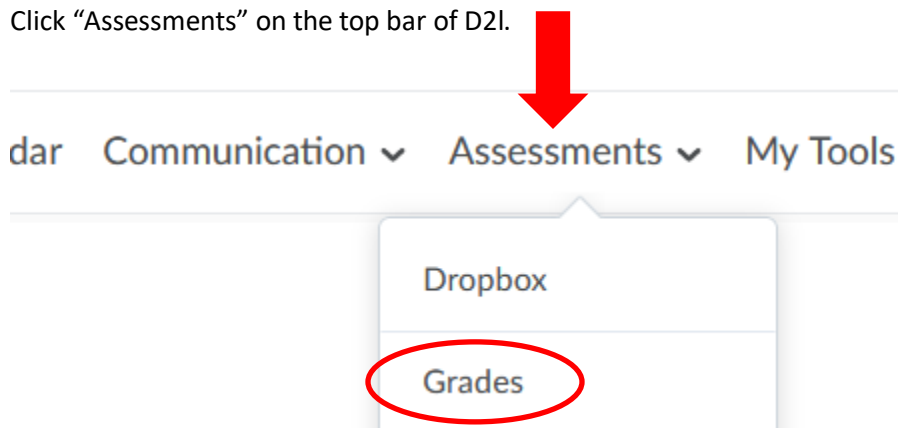 Click “Assessments” on the top bar of D2l.
dar Communication Assessments My Tools
Dropbox
Grades